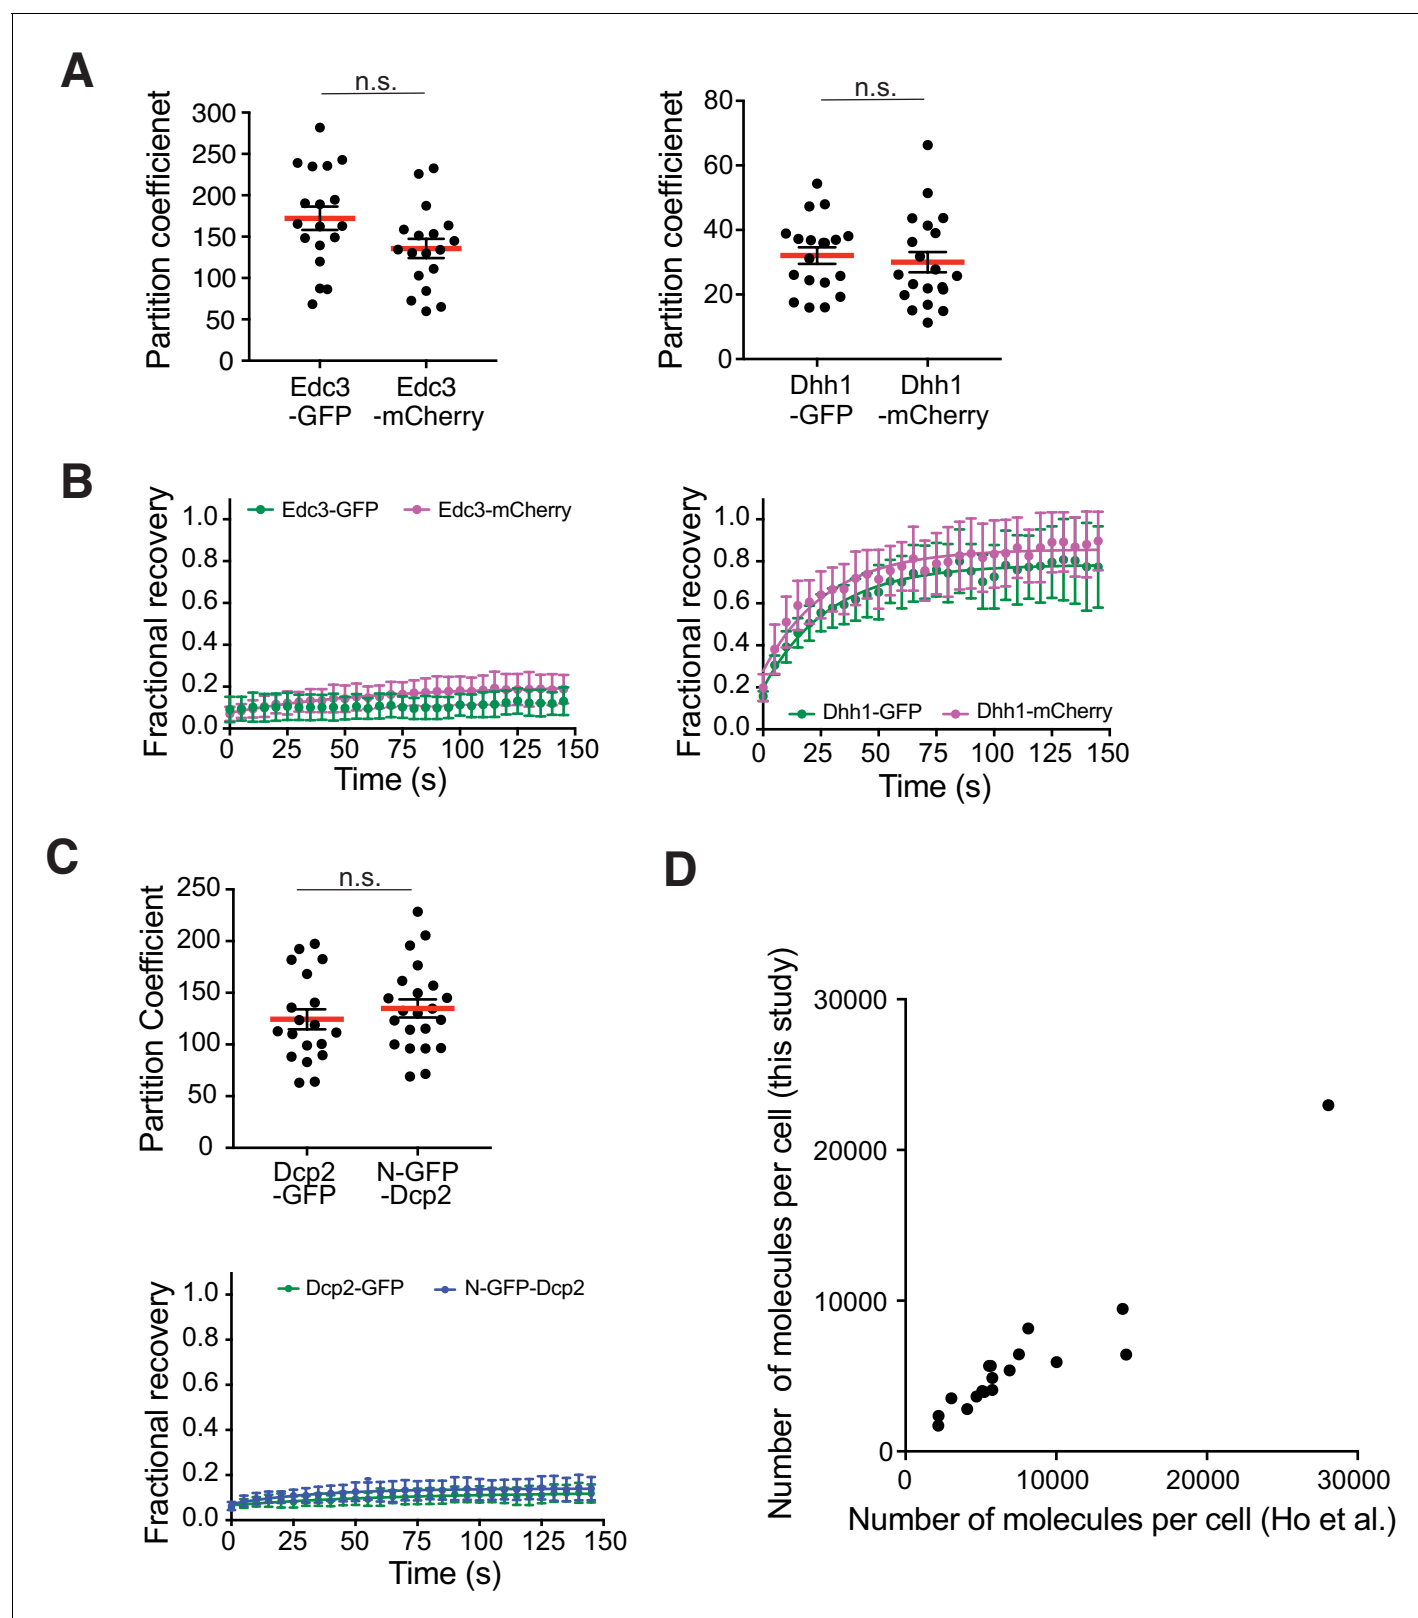 A
n.s.
Partition coefficienet
300
250
200
150
100
50
0
Edc3
-GFP
Edc3
-mCherry
n.s.
Partition coefficienet
80
60
40
20
0
Dhh1
-GFP
Dhh1
-mCherry
B
Fractional recovery
1.0
0.8
0.6
0.4
0.2
0.0
Edc3-GFP
Edc3-mCherry
0 25 50 75 100 125 150
Time (s)
Fractional recovery
1.0
0.8
0.6
0.4
0.2
0.0
Dhh1-GFP
Dhh1-mCherry
0 25 50 75 100 125 150
Time (s)
C
n.s.
Partition Coefficient
250
200
150
100
50
0
Dcp2
-GFP
N-GFP
-Dcp2
Fractional recovery
1.0
0.8
0.6
0.4
0.2
0.0
Dcp2-GFP
N-GFP-Dcp2
0 25 50 75 100 125 150
Time (s)
D
Number of molecules per cell (this study)
30000
20000
10000
0
0 10000 20000 30000
Number of molecules per cell (Ho et al.)